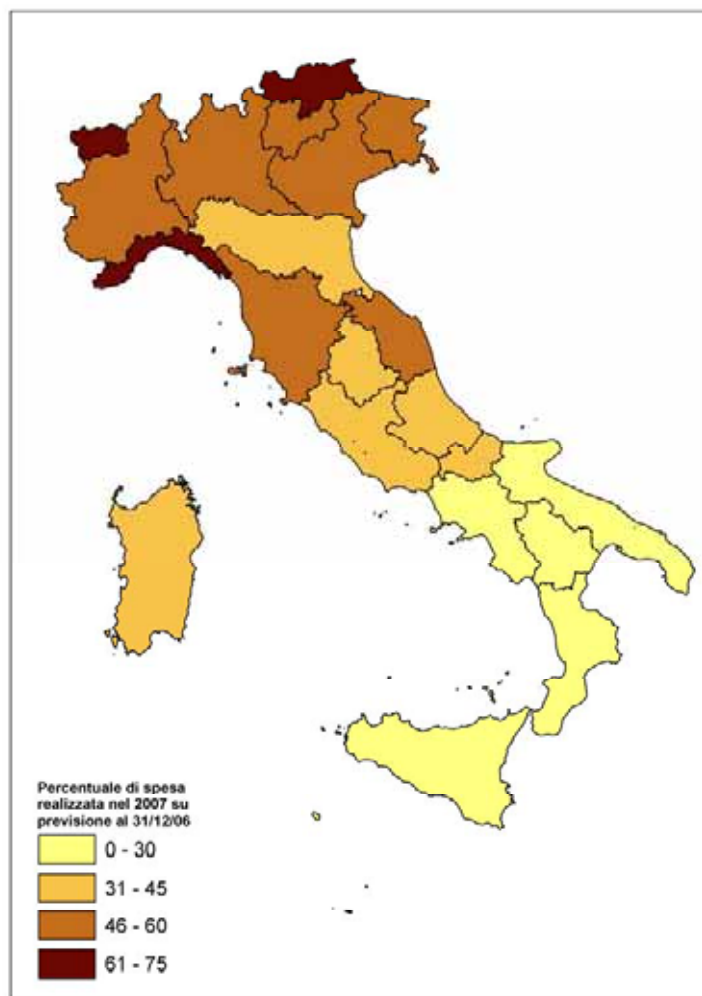 Percentuale di spesa
realizzata nel 2007 su
previsione al 31/12/06
0 - 30
31 - 45
46 - 60
61 - 75